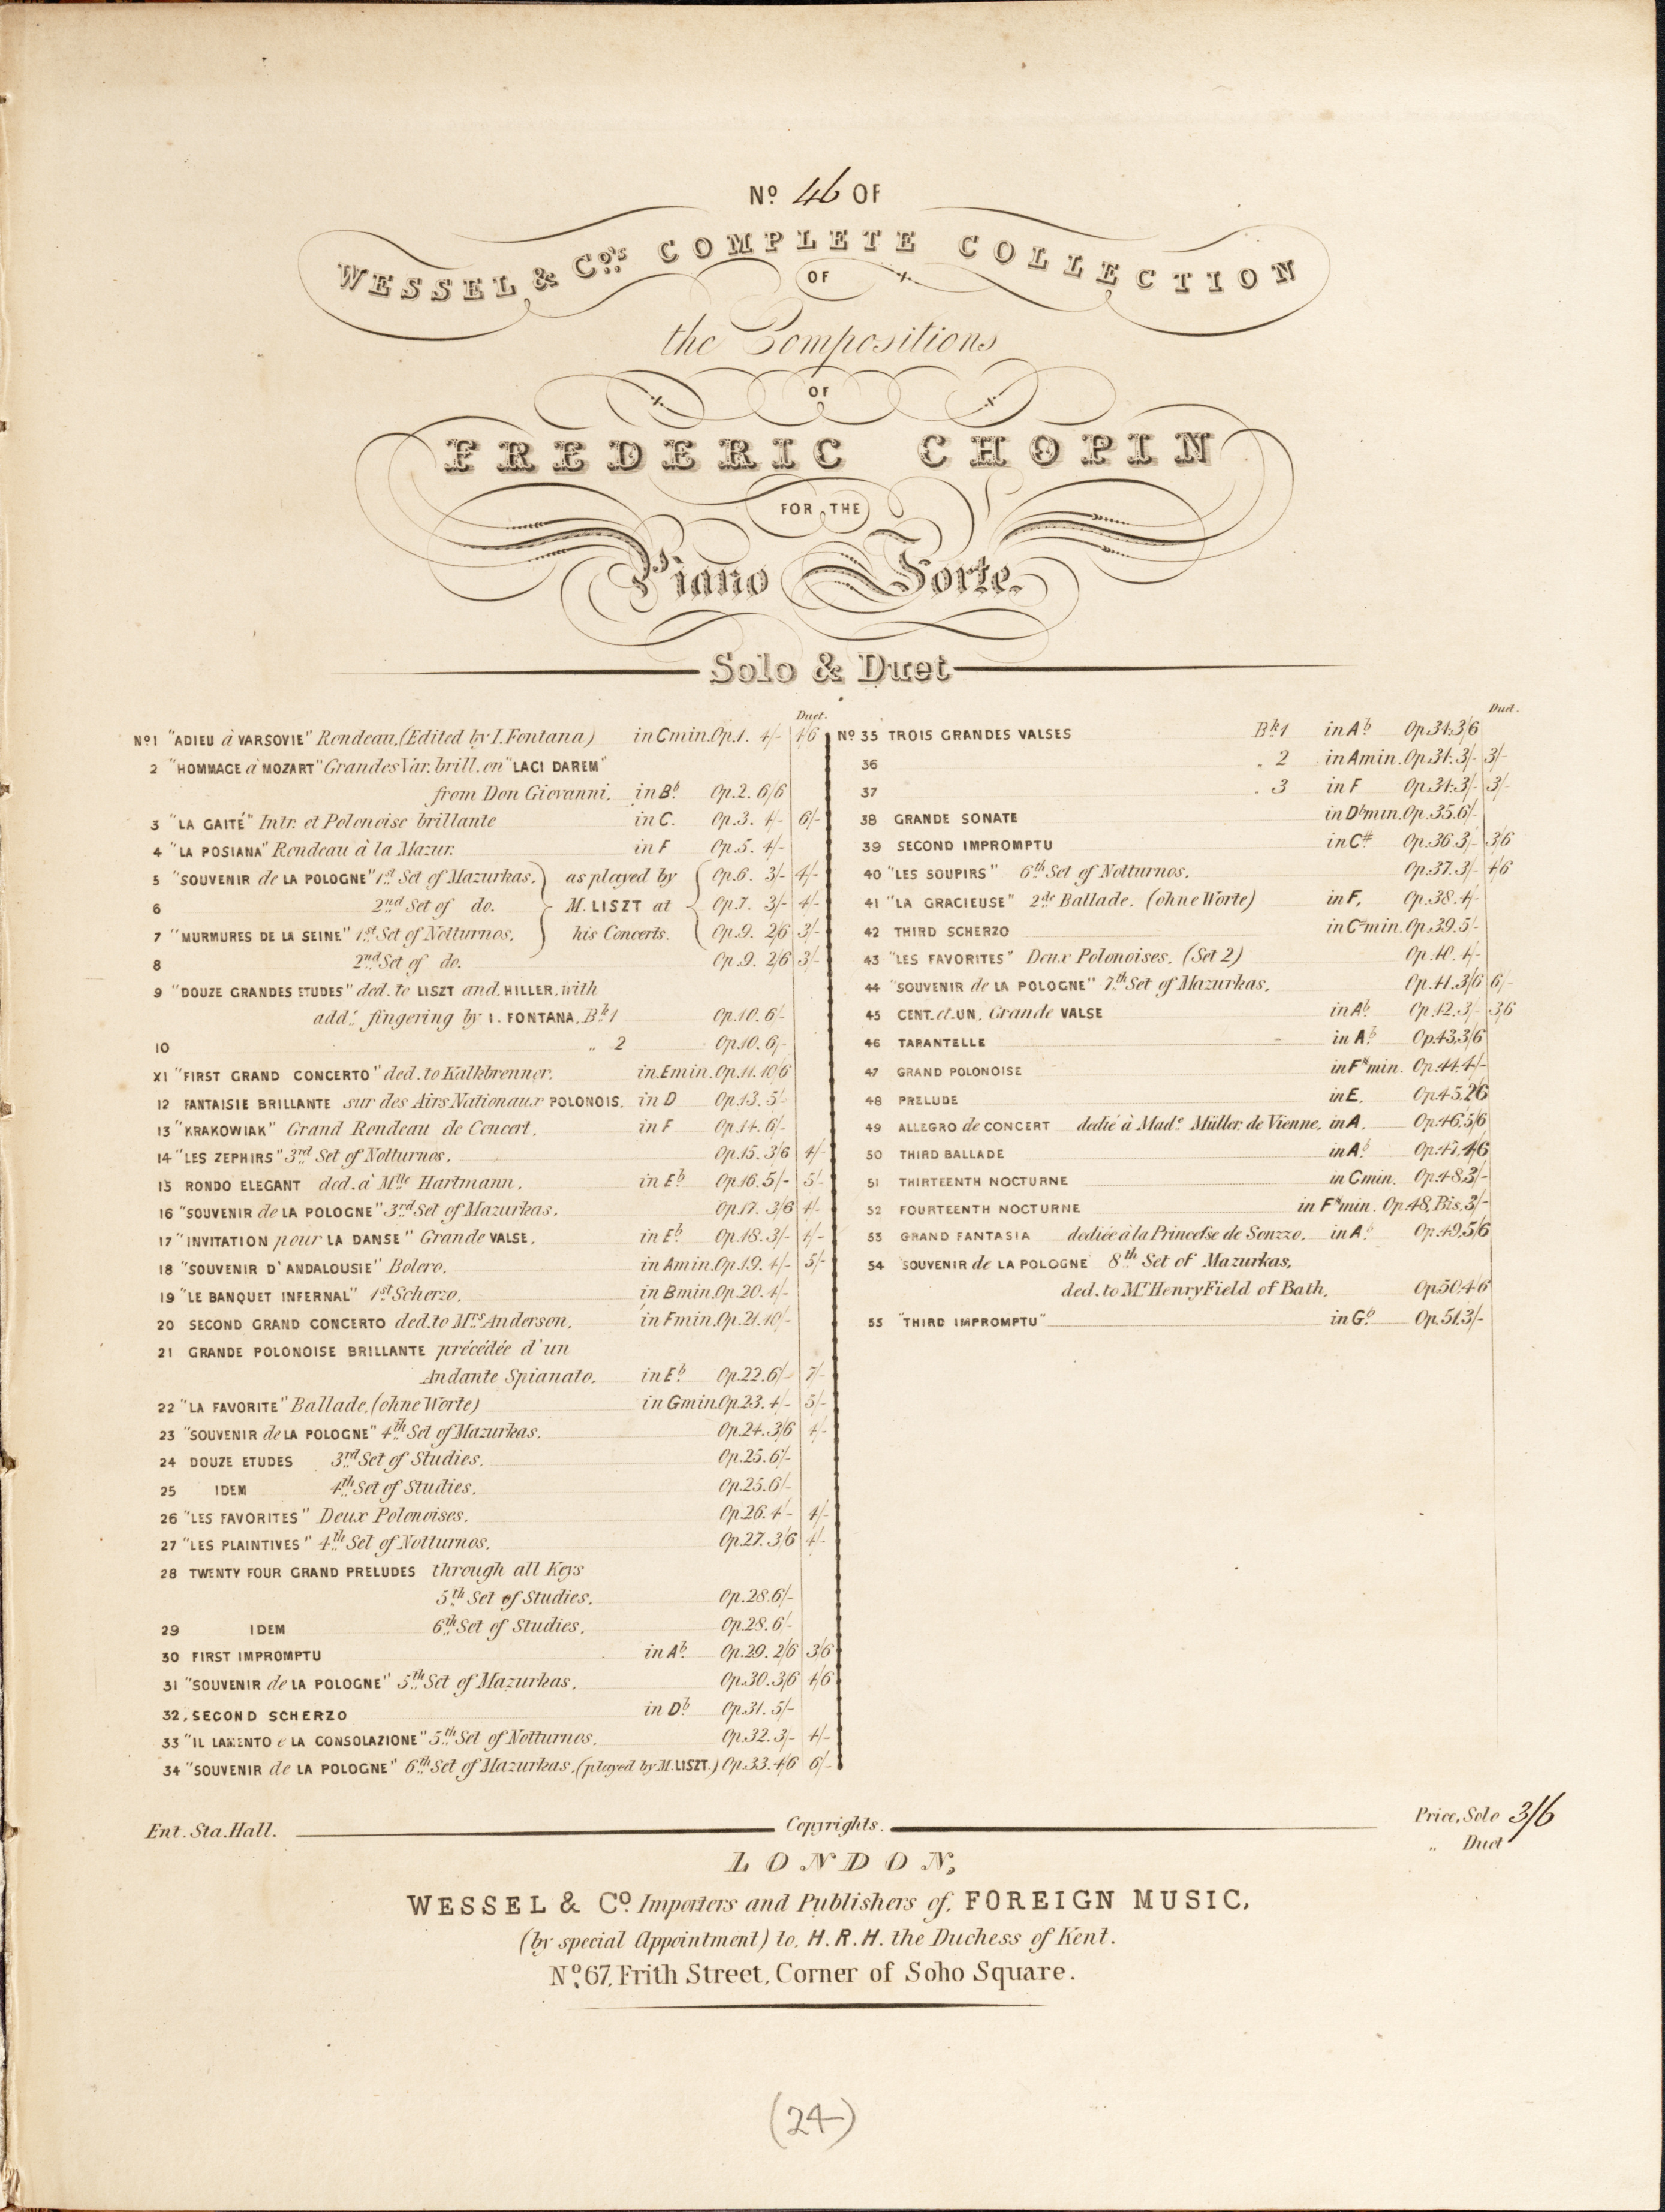 Nº 46 OF
WESSEL & Cº's COMPLETE COLLECTION
OF
the Compositions
OF
FREDERIC CHOPIN
FOR THE
Piano Forte.
Solo & Duet
Duet.
Nº1 "ADIEU à VARSOVIE" Rondeau, (Edited by I. Fontana) in C min. Op.1. 4/- 4/6
2 "HOMMAGE à MOZART" Grandes Var. brill. on "LACI DAREM"
from Don Giovanni. in B♭ Op.2. 6/6
3 "LA GAITÉ" Intr. et Polonoise brillante in C. Op.3. 4/- 6/-
4 "LA POSIANA" Rondeau à la Mazur. in F Op.5. 4/-
5 "SOUVENIR de LA POLOGNE" 1st Set of Mazurkas. as played by Op.6. 3/- 4/-
6 2nd Set of do. M. LISZT at Op.7. 3/- 4/-
7 "MURMURES DE LA SEINE" 1st Set of Notturnos. his Concerts. Op.9. 2/6 3/-
8 2nd Set of do. Op.9. 2/6 3/-
9 "DOUZE GRANDES ETUDES" ded. to LISZT and HILLER, with
add! fingering by I. FONTANA, Bk 1 Op.10. 6/-
10 " 2 Op.10. 6/-
XI "FIRST GRAND CONCERTO" ded. to Kalkbrenner. in E min. Op.11. 10/6
12 FANTAISIE BRILLANTE sur des Airs Nationaux POLONOIS. in D Op.13. 5/-
13 "KRAKOWIAK" Grand Rondeau de Concert. in F Op.14. 6/-
14 "LES ZEPHIRS" 3rd Set of Notturnos. Op.15. 3/6 4/-
15 RONDO ELEGANT ded. à Mlle Hartmann. in E♭ Op.16. 5/- 5/-
16 "SOUVENIR de LA POLOGNE" 3rd Set of Mazurkas. Op.17. 3/6 4/-
17 "INVITATION pour LA DANSE" Grande VALSE. in E♭ Op.18. 3/- 4/-
18 "SOUVENIR D'ANDALOUSIE" Bolero. in A min. Op.19. 4/- 5/-
19 "LE BANQUET INFERNAL" 1st Scherzo. in B min. Op.20. 4/-
20 SECOND GRAND CONCERTO ded. to Mrs Anderson. in F min. Op.21. 10/-
21 GRANDE POLONOISE BRILLANTE précédée d'un
Andante Spianato. in E♭ Op.22. 6/- 7/-
22 "LA FAVORITE" Ballade, (ohne Worte) in G min. Op.23. 4/- 5/-
23 "SOUVENIR de LA POLOGNE" 4th Set of Mazurkas. Op.24. 3/6 4/-
24 DOUZE ETUDES 3rd Set of Studies. Op.25. 6/-
25 IDEM 4th Set of Studies. Op.25. 6/-
26 "LES FAVORITES" Deux Polonoises. Op.26. 4/- 4/-
27 "LES PLAINTIVES" 4th Set of Notturnos. Op.27. 3/6 4/-
28 TWENTY FOUR GRAND PRELUDES through all Keys
5th Set of Studies. Op.28. 6/-
29 IDEM 6th Set of Studies. Op.28. 6/-
30 FIRST IMPROMPTU in A♭ Op.29. 2/6 3/6
31 "SOUVENIR de LA POLOGNE" 5th Set of Mazurkas. Op.30. 3/6 4/6
32. SECOND SCHERZO in D♭ Op.31. 5/-
33 "IL LAMENTO e LA CONSOLAZIONE" 5th Set of Notturnos. Op.32. 3/- 4/-
34 "SOUVENIR de LA POLOGNE" 6th Set of Mazurkas, (played by M. LISZT.) Op.33. 4/6 6/-
Duet.
Nº 35 TROIS GRANDES VALSES Bk 1 in A♭ Op.34. 3/6
36 " 2 in A min. Op.34. 3/- 3/-
37 " 3 in F Op.34. 3/- 3/-
38 GRANDE SONATE in D♭ min. Op.35. 6/-
39 SECOND IMPROMPTU in C# Op.36. 3/- 3/6
40 "LES SOUPIRS" 6th Set of Notturnos. Op.37. 3/- 4/6
41 "LA GRACIEUSE" 2de Ballade. (ohne Worte) in F, Op.38. 4/-
42 THIRD SCHERZO in C# min. Op.39. 5/-
43 "LES FAVORITES" Deux Polonoises. (Set 2) Op.40. 4/-
44 "SOUVENIR de LA POLOGNE" 7th Set of Mazurkas. Op.41. 3/6 6/-
45 CENT-et-UN, Grande VALSE in A♭ Op.42. 3/- 3/6
46 TARANTELLE in A♭ Op.43. 3/6
47 GRAND POLONOISE in F# min. Op.44. 4/-
48 PRELUDE in E. Op.45. 2/6
49 ALLEGRO de CONCERT dedié à Made Müller de Vienne, in A. Op.46. 5/6
50 THIRD BALLADE in A♭ Op.47. 4/6
51 THIRTEENTH NOCTURNE in C min. Op.48. 3/-
52 FOURTEENTH NOCTURNE in F# min. Op.48, Bis. 3/-
53 GRAND FANTASIA dediée à la Princesse de Souzzo. in A♭ Op.49. 5/6
54 SOUVENIR de LA POLOGNE 8th Set of Mazurkas,
ded. to Mr Henry Field of Bath, Op.50. 4/6
55 "THIRD IMPROMPTU" in G♭ Op.51. 3/-
Ent. Sta. Hall. Copyrights. Price, Solo 3/6
" Duet
LONDON,
WESSEL & Cº Importers and Publishers of, FOREIGN MUSIC,
(by special Appointment) to, H.R.H. the Duchess of Kent.
Nº 67, Frith Street, Corner of Soho Square.
(24)